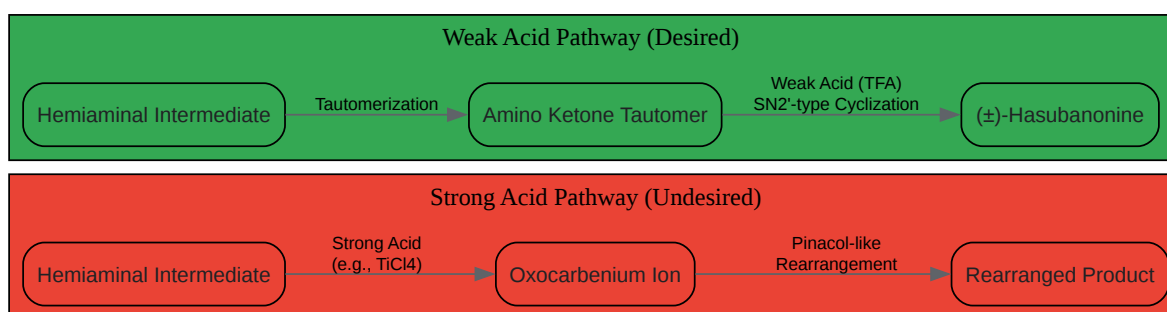 Weak Acid Pathway (Desired)
Hemiaminal Intermediate
Tautomerization
Amino Ketone Tautomer
Weak Acid (TFA)
SN2'-type Cyclization
(±)-Hasubanonine
Strong Acid Pathway (Undesired)
Hemiaminal Intermediate
Strong Acid
(e.g., TiCl4)
Oxocarbenium Ion
Pinacol-like
Rearrangement
Rearranged Product